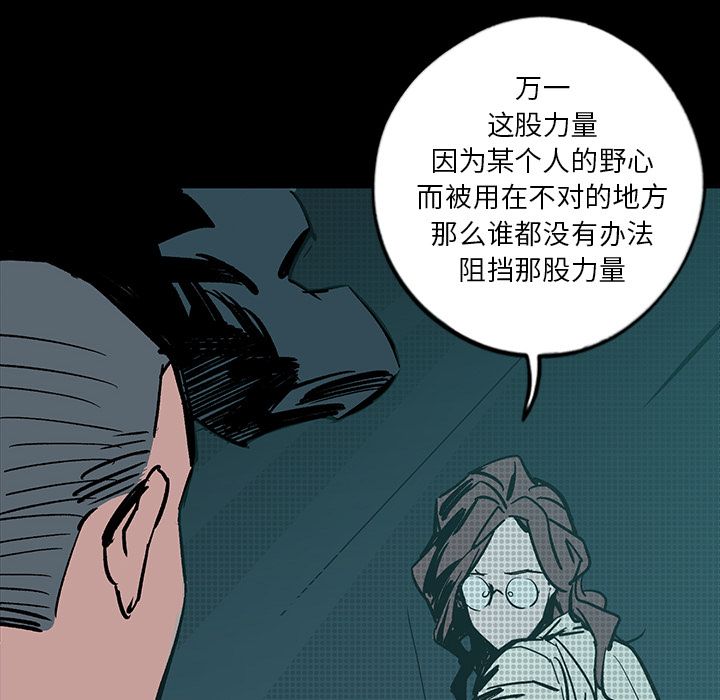 万一
这股力量
因为某个人的野心
而被用在不对的地方
那么谁都没有办法
阻挡那股力量